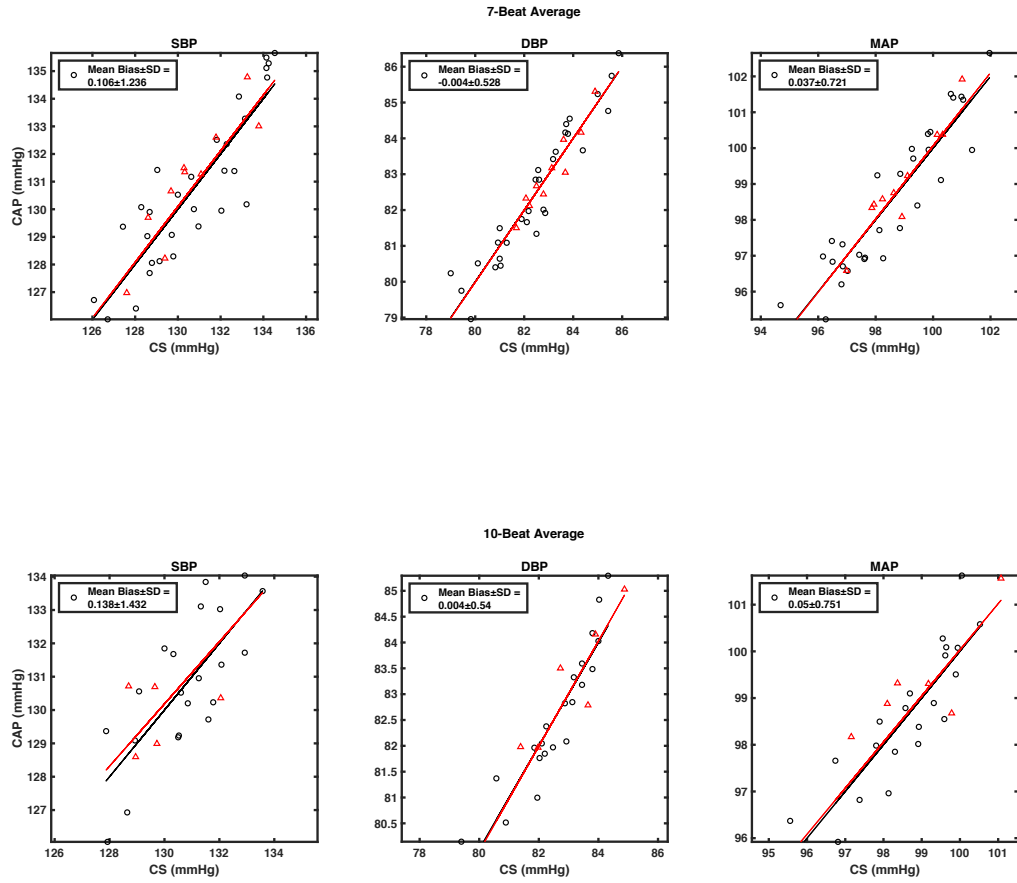 7-Beat Average
SBP
DBP
MAP
Mean Bias±SD =
0.106±1.236
Mean Bias±SD =
-0.004±0.528
Mean Bias±SD =
0.037±0.721
CAP (mmHg)
135
134
133
132
131
130
129
128
127
86
85
84
83
82
81
80
79
102
101
100
99
98
97
96
126 128 130 132 134 136
78 80 82 84 86
94 96 98 100 102
CS (mmHg)
CS (mmHg)
CS (mmHg)
10-Beat Average
SBP
DBP
MAP
Mean Bias±SD =
0.138±1.432
Mean Bias±SD =
0.004±0.54
Mean Bias±SD =
0.05±0.751
CAP (mmHg)
134
133
132
131
130
129
128
127
126
85
84.5
84
83.5
83
82.5
82
81.5
81
80.5
101
100
99
98
97
96
126 128 130 132 134
78 80 82 84 86
95 96 97 98 99 100 101
CS (mmHg)
CS (mmHg)
CS (mmHg)